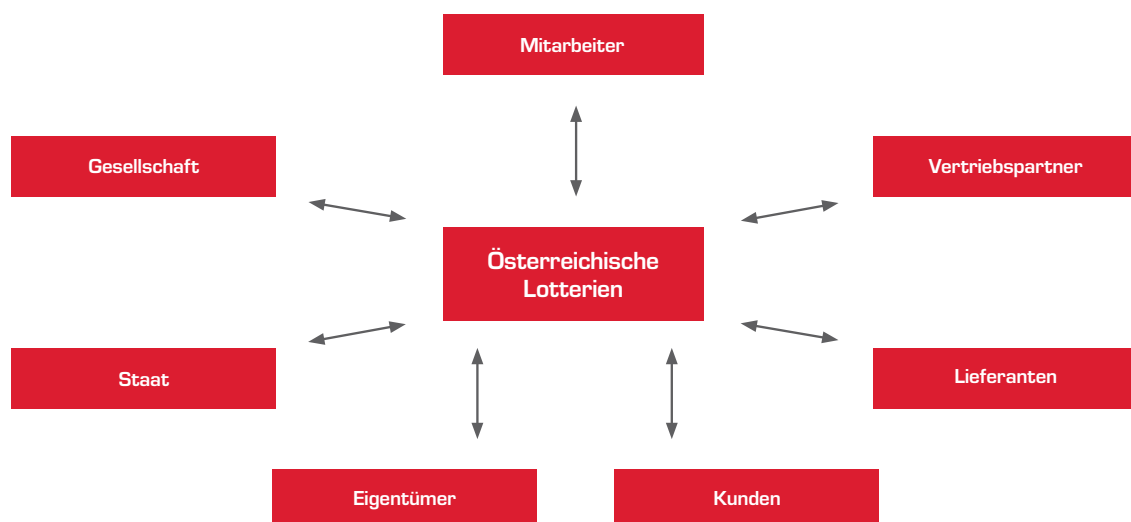 Mitarbeiter
Gesellschaft
Vertriebspartner
Österreichische
Lotterien
Staat
Lieferanten
Eigentümer
Kunden